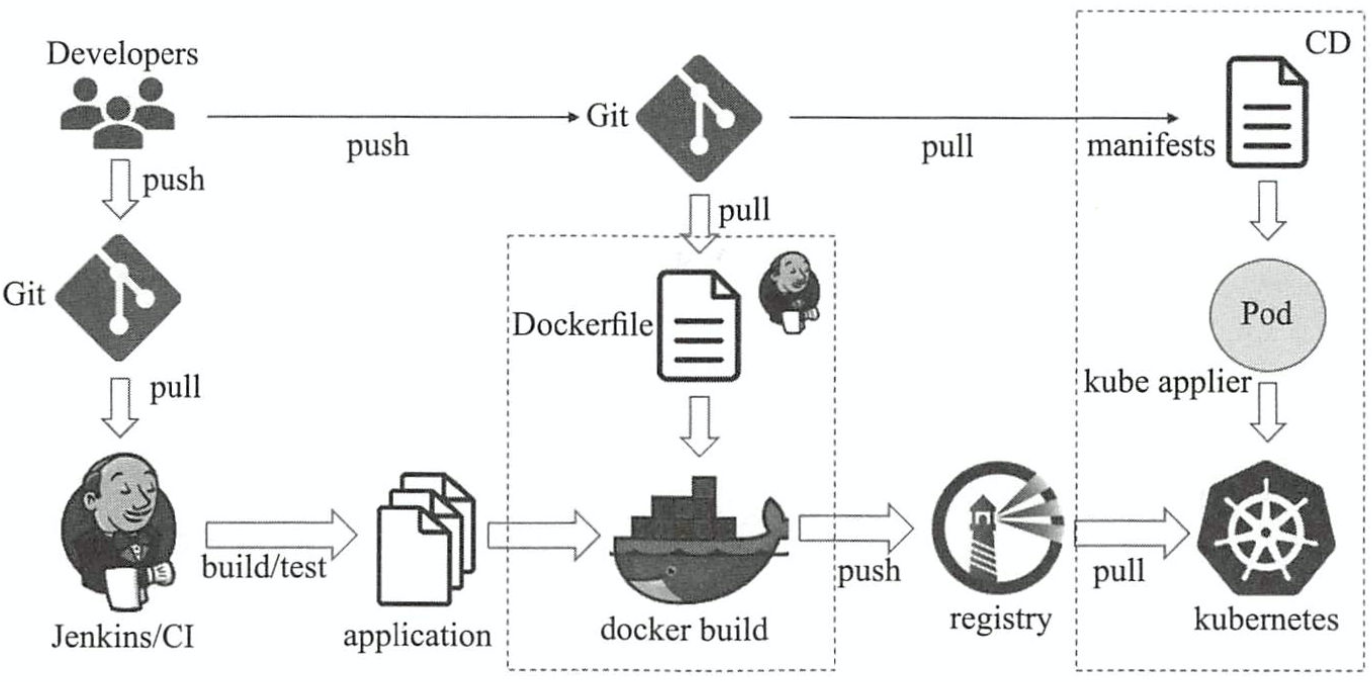 Developers
CD
Git
push
pull
manifests
push
pull
Git
Dockerfile
Pod
pull
kube applier
build/test
push
pull
Jenkins/CI
application
docker build
registry
kubernetes